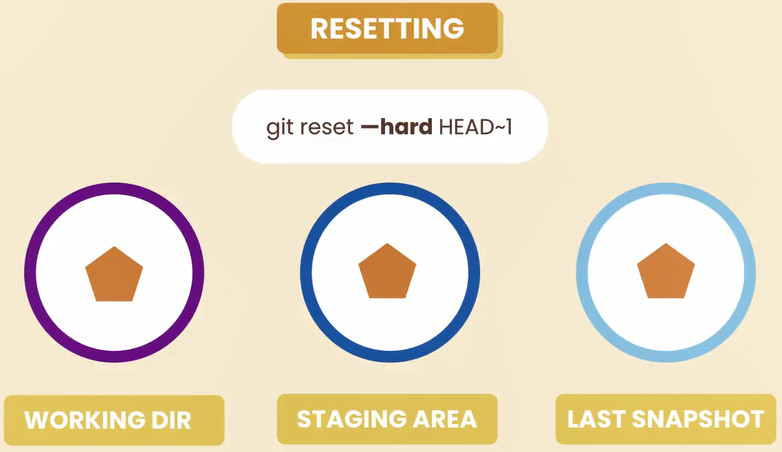 RESETTING
git reset —hard HEAD~1
WORKING DIR
STAGING AREA
LAST SNAPSHOT